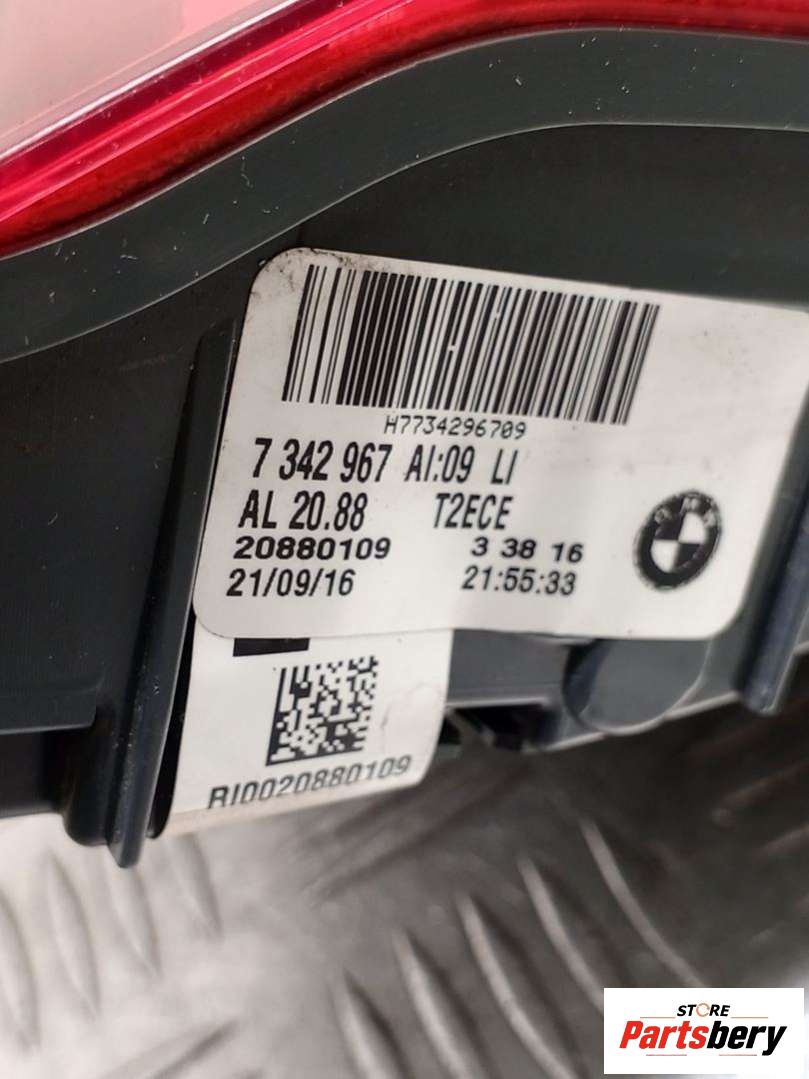 H7734296709
7 342 967 AI:09 LI
AL 20.88 T2ECE
20880109 3 38 16
21/09/16 21:55:33
BMW
RI0020880109
STORE
Partsbery